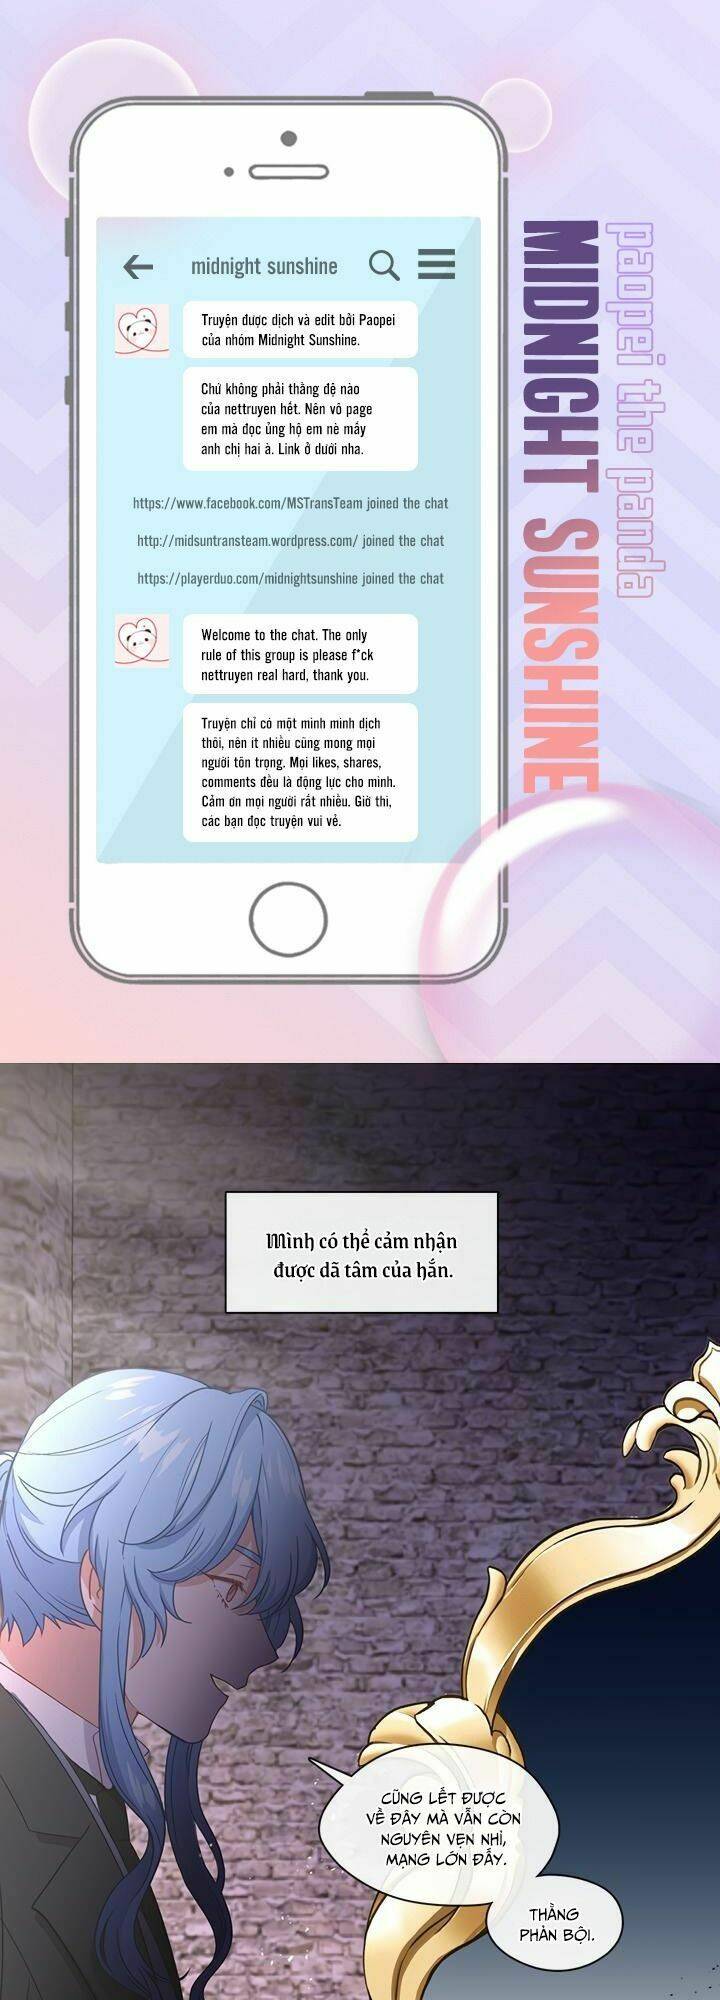 midnight sunshine
Truyện được dịch và edit bởi Paopei
của nhóm Midnight Sunshine.
Chứ không phải thằng đệ nào
của nettruyen hết. Nên vô page
em mà đọc ủng hộ em nè mấy
anh chị hai à. Link ở dưới nha.
https://www.facebook.com/MSTransTeam joined the chat
http://midsuntransteam.wordpress.com/ joined the chat
https://playerduo.com/midnightsunshine joined the chat
Welcome to the chat. The only
rule of this group is please f*ck
nettruyen real hard, thank you.
Truyện chỉ có một mình mình dịch
thôi, nên ít nhiều cũng mong mọi
người tôn trọng. Mọi likes, shares,
comments đều là động lực cho mình.
Cảm ơn mọi người rất nhiều. Giờ thì,
các bạn đọc truyện vui vẻ.
paopei the panda
MIDNIGHT SUNSHINE
Mình có thể cảm nhận
được dã tâm của hắn.
CŨNG LẾT ĐƯỢC
VỀ ĐÂY MÀ VẪN CÒN
NGUYÊN VẸN NHỈ,
MẠNG LỚN ĐẤY.
THẰNG
PHẢN BỘI.